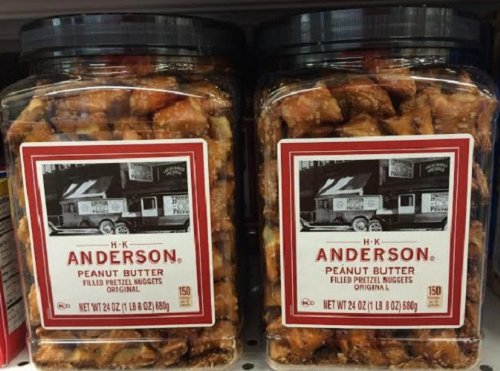 H·K
ANDERSON®
PEANUT BUTTER
FILLED PRETZEL NUGGETS
ORIGINAL
150
NET WT 24 OZ (1 LB 8 OZ) 680g
H·K
ANDERSON®
PEANUT BUTTER
FILLED PRETZEL NUGGETS
ORIGINAL
150
NET WT 24 OZ (1 LB 8 OZ) 680g